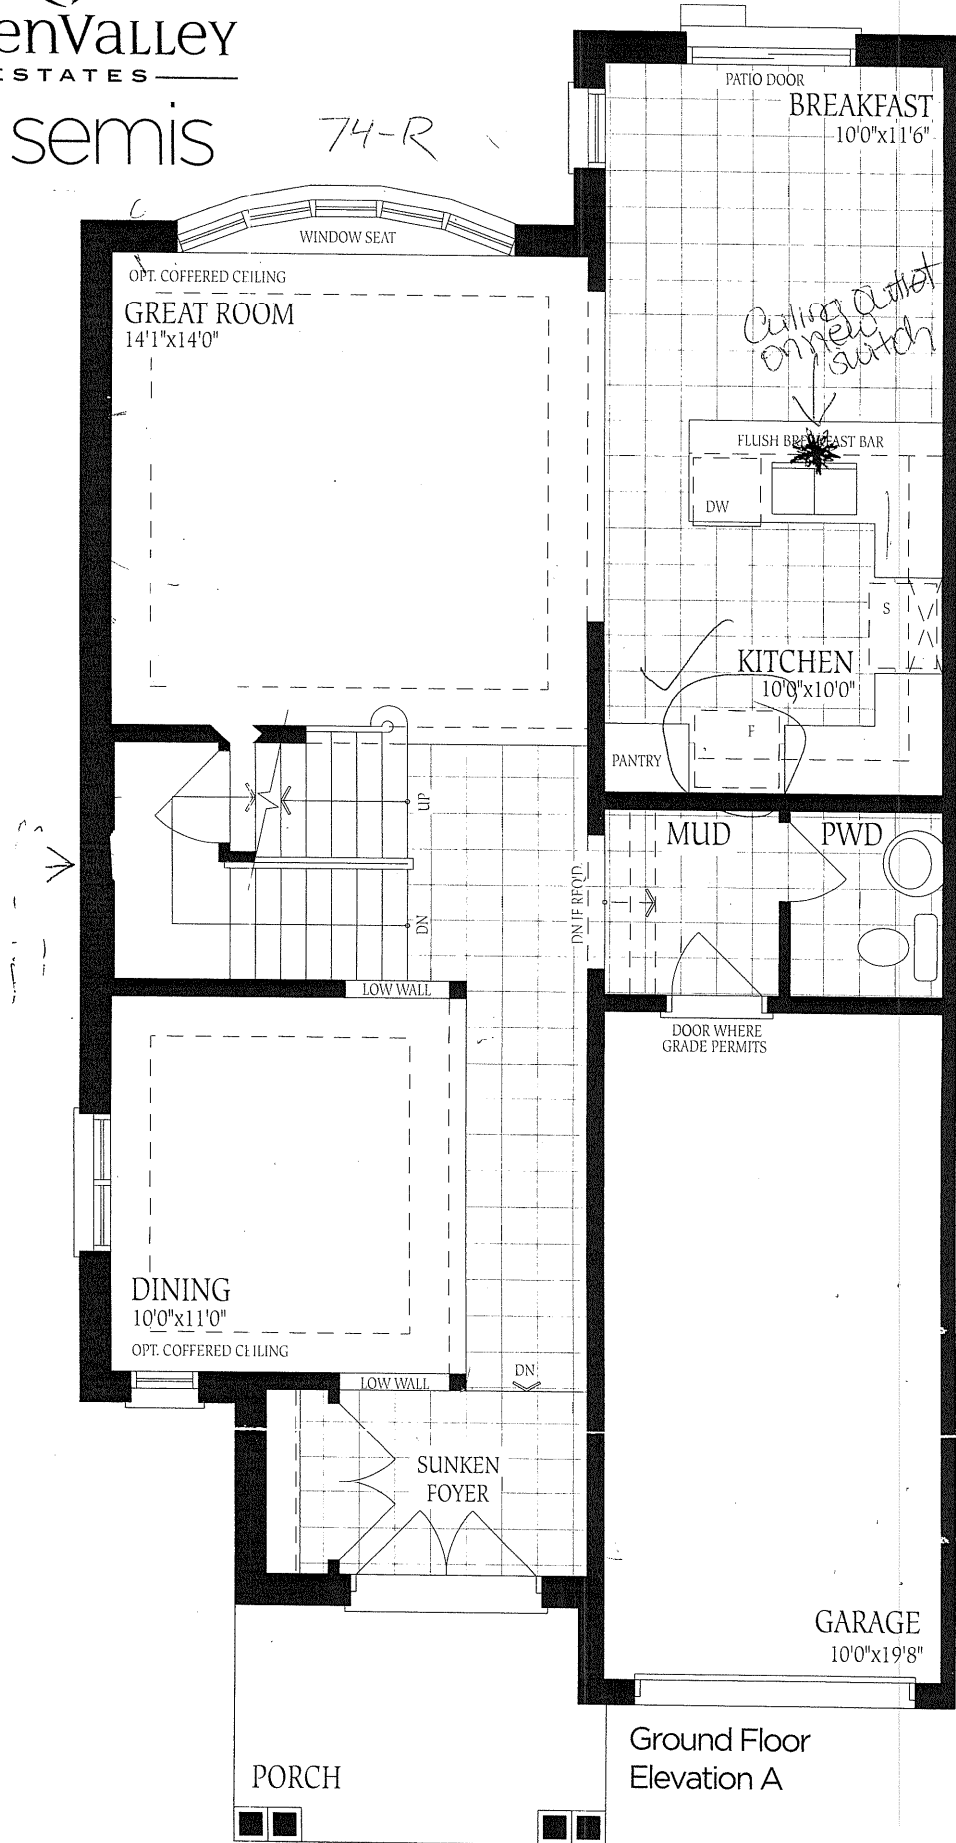 enVaLLeY
ESTATES
semis
74-R
PATIO DOOR
BREAKFAST
10'0"x11'6"
WINDOW SEAT
OPT. COFFERED CEILING
GREAT ROOM
14'1"x14'0"
Ceiling outlet
on new
switch
FLUSH BREAKFAST BAR
DW
S
KITCHEN
10'0"x10'0"
F
PANTRY
UP
MUD
PWD
DN
DN IF REQ'D
LOW WALL
DOOR WHERE
GRADE PERMITS
DINING
10'0"x11'0"
OPT. COFFERED CEILING
DN
LOW WALL
SUNKEN
FOYER
GARAGE
10'0"x19'8"
Ground Floor
Elevation A
PORCH